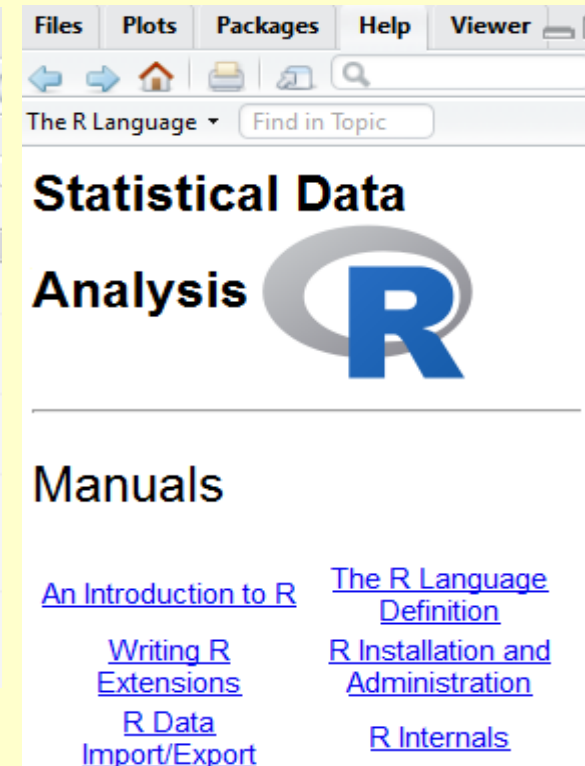 Files Plots Packages Help Viewer
The R Language Find in Topic
Statistical Data
Analysis R
Manuals
An Introduction to R
The R Language
Definition
Writing R
Extensions
R Installation and
Administration
R Data
Import/Export
R Internals